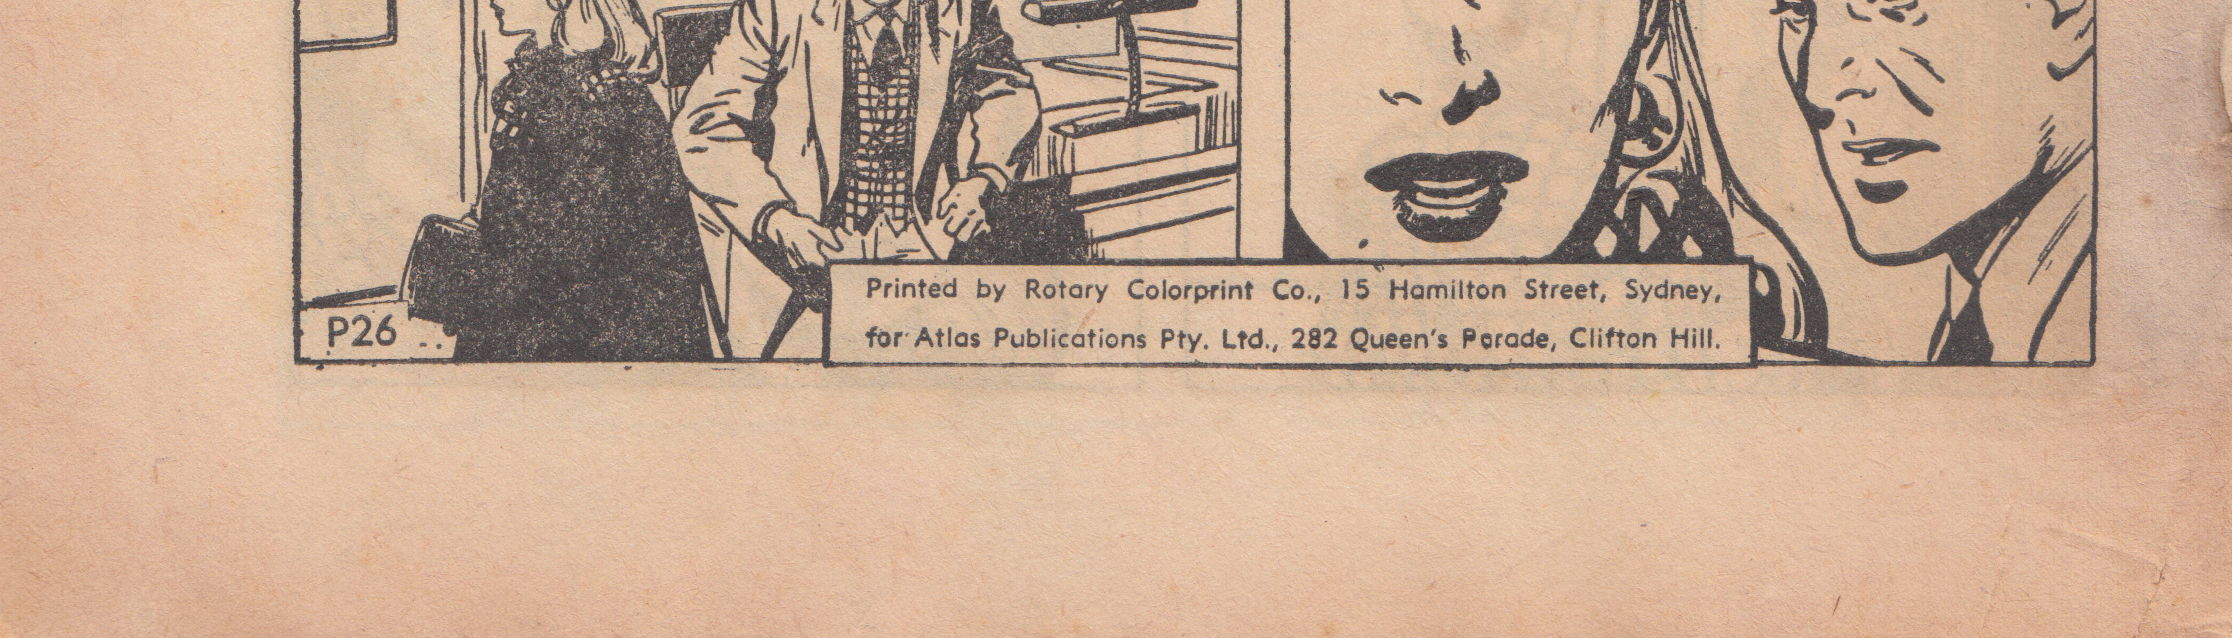 Printed by Rotary Colorprint Co., 15 Hamilton Street, Sydney,
for Atlas Publications Pty. Ltd., 282 Queen's Parade, Clifton Hill.
P26